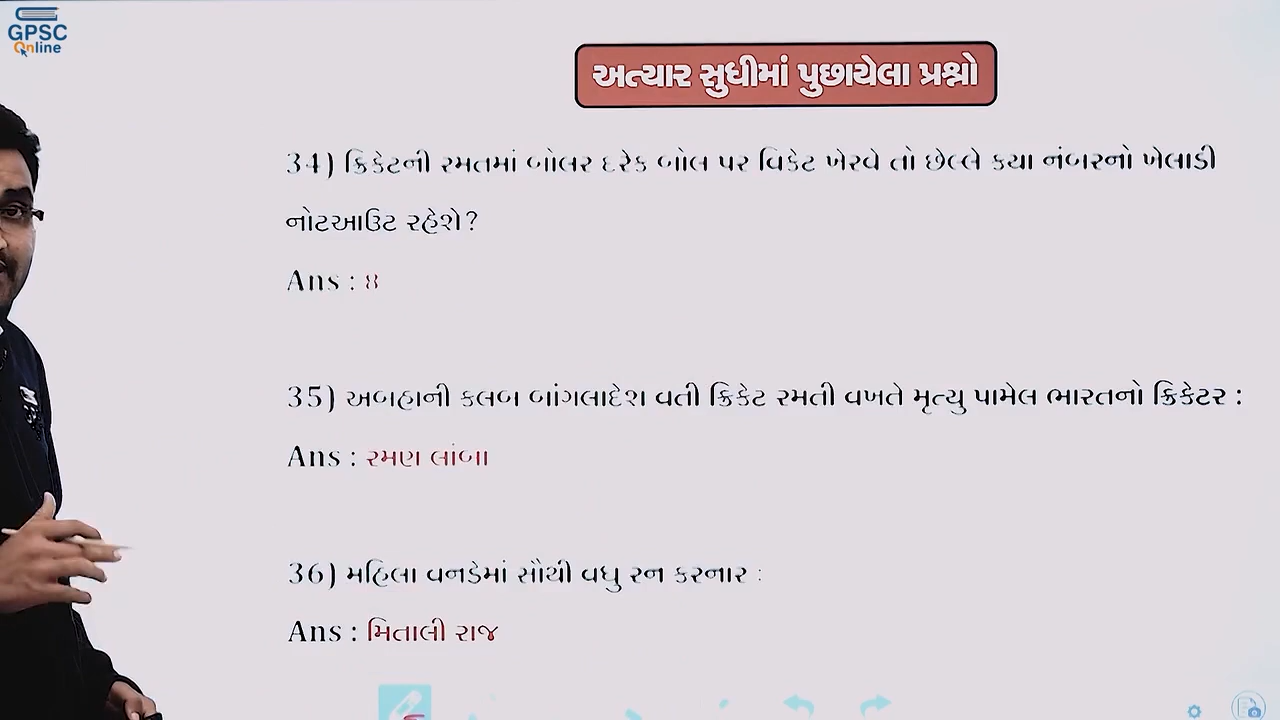 GPSC
Online
અત્યાર સુધીમાં પુછાયેલા પ્રશ્નો
34) ક્રિકેટની રમતમાં બોલર દરેક બોલ પર વિકેટ ખેરવે તો છેલ્લે કયા નંબરનો ખેલાડી
નોટઆઉટ રહેશે?
Ans : ૪
35) અબહાની કલબ બાંગલાદેશ વતી ક્રિકેટ રમતી વખતે મૃત્યુ પામેલ ભારતનો ક્રિકેટર :
Ans : રમણ લાંબા
36) મહિલા વનડેમાં સૌથી વધુ રન કરનાર :
Ans : મિતાલી રાજ